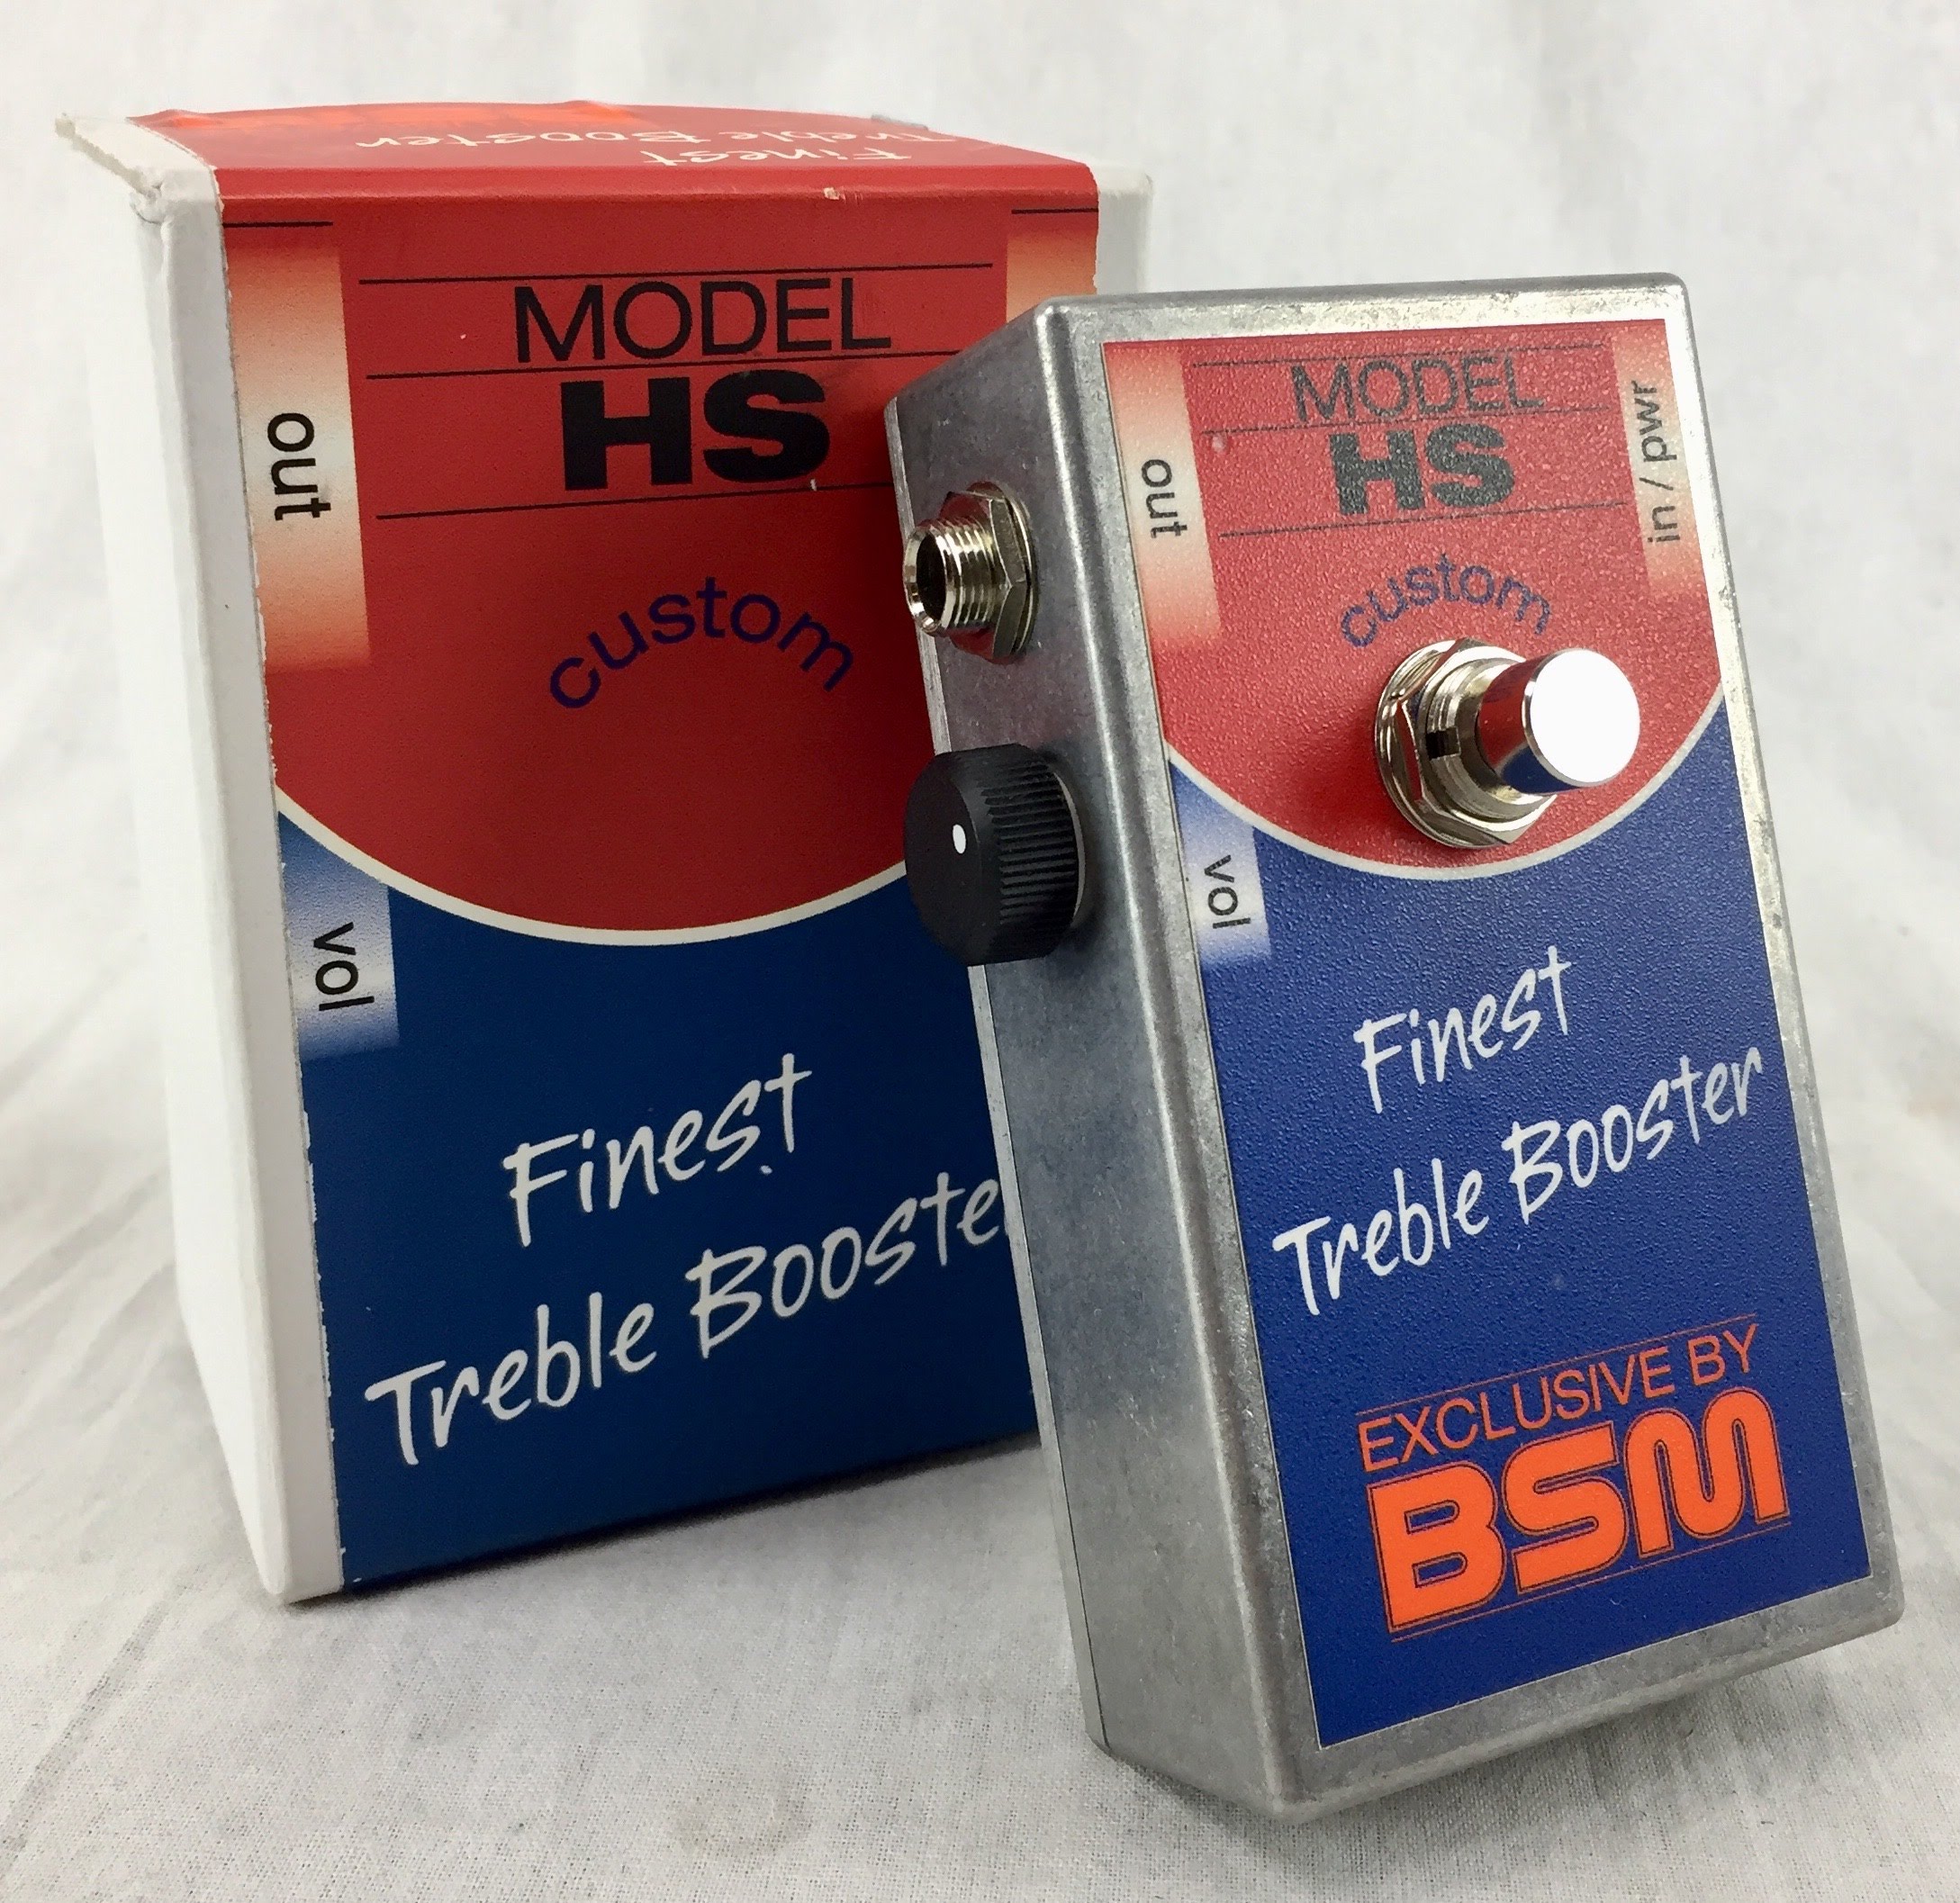 Finest
Treble Booster
MODEL
HS
out
custom
vol
Finest
Treble Booster
MODEL
HS
out
in / pwr
custom
vol
Finest
Treble Booster
EXCLUSIVE BY
BSM